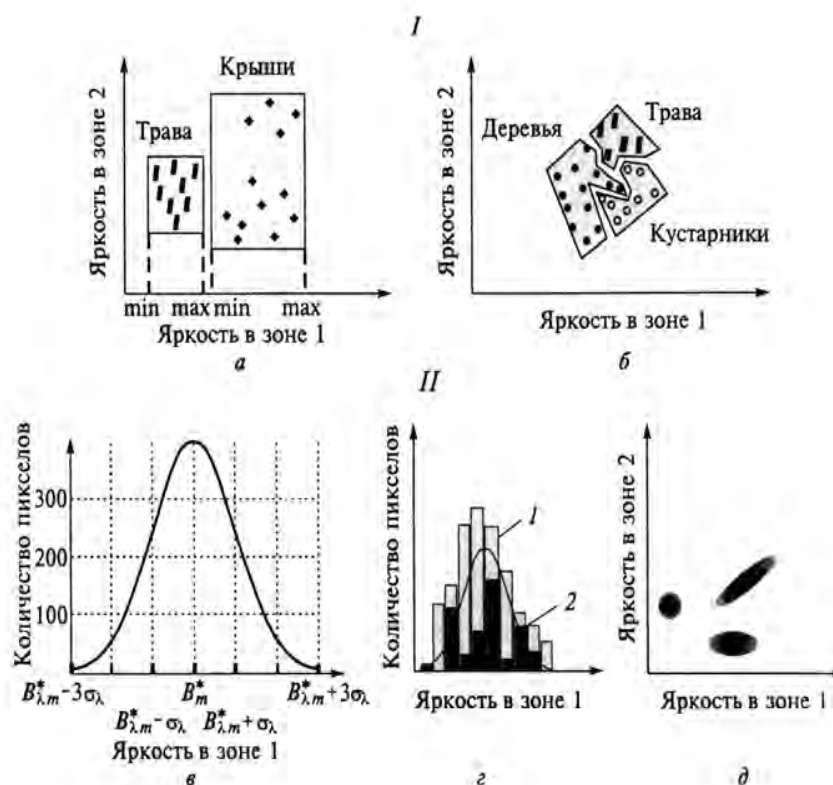 I
Яркость в зоне 2
Трава
Крыши
min max min max
Яркость в зоне 1
а
Яркость в зоне 2
Деревья
Трава
Кустарники
Яркость в зоне 1
б
II
Количество пикселов
300
200
100
B*λm−3σλ B*m B*λm+3σλ
B*λm−σλ B*λm+σλ
Яркость в зоне 1
в
Количество пикселов
1
2
Яркость в зоне 1
г
Яркость в зоне 2
Яркость в зоне 1
д